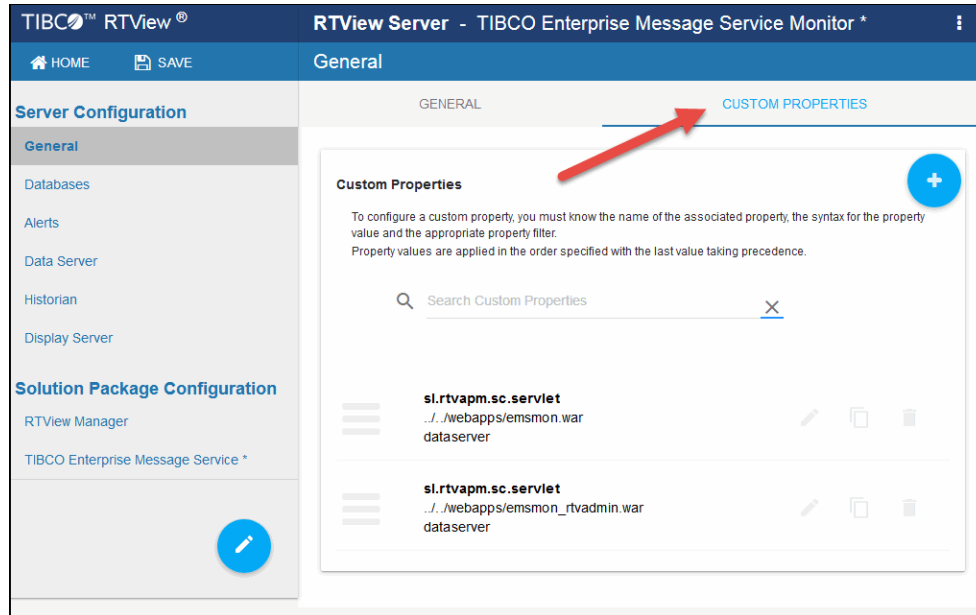 TIBCO™ RTView ®
RTView Server - TIBCO Enterprise Message Service Monitor *
HOME
SAVE
General
Server Configuration
General
Databases
Alerts
Data Server
Historian
Display Server
Solution Package Configuration
RTView Manager
TIBCO Enterprise Message Service *
GENERAL
CUSTOM PROPERTIES
Custom Properties
To configure a custom property, you must know the name of the associated property, the syntax for the property
value and the appropriate property filter.
Property values are applied in the order specified with the last value taking precedence.
Search Custom Properties
sl.rtvapm.sc.servlet
../../webapps/emsmon.war
dataserver
sl.rtvapm.sc.servlet
../../webapps/emsmon_rtvadmin.war
dataserver